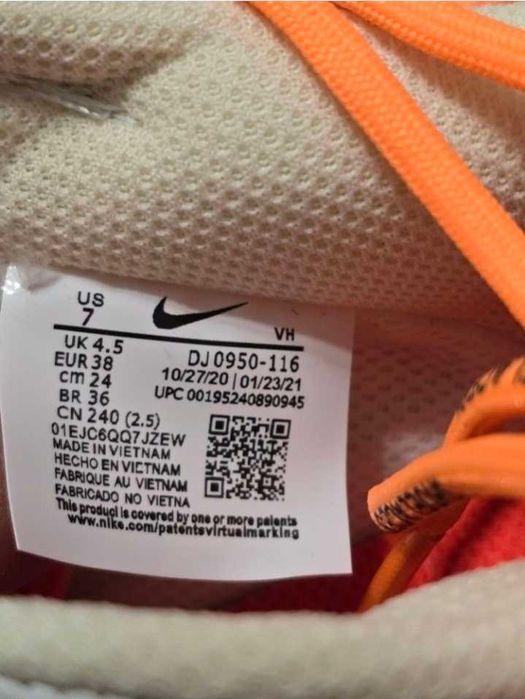 US
7
VH
UK 4.5
DJ0950-116
EUR 38
10/27/20 | 01/23/21
cm 24
UPC 00195240890945
BR 36
CN 240 (2.5)
01EJC6QQ7JZEW
MADE IN VIETNAM
HECHO EN VIETNAM
FABRIQUE AU VIETNAM
FABRICADO NO VIETNA
This product is covered by one or more patents
www.nike.com/patentsvirtualmarking